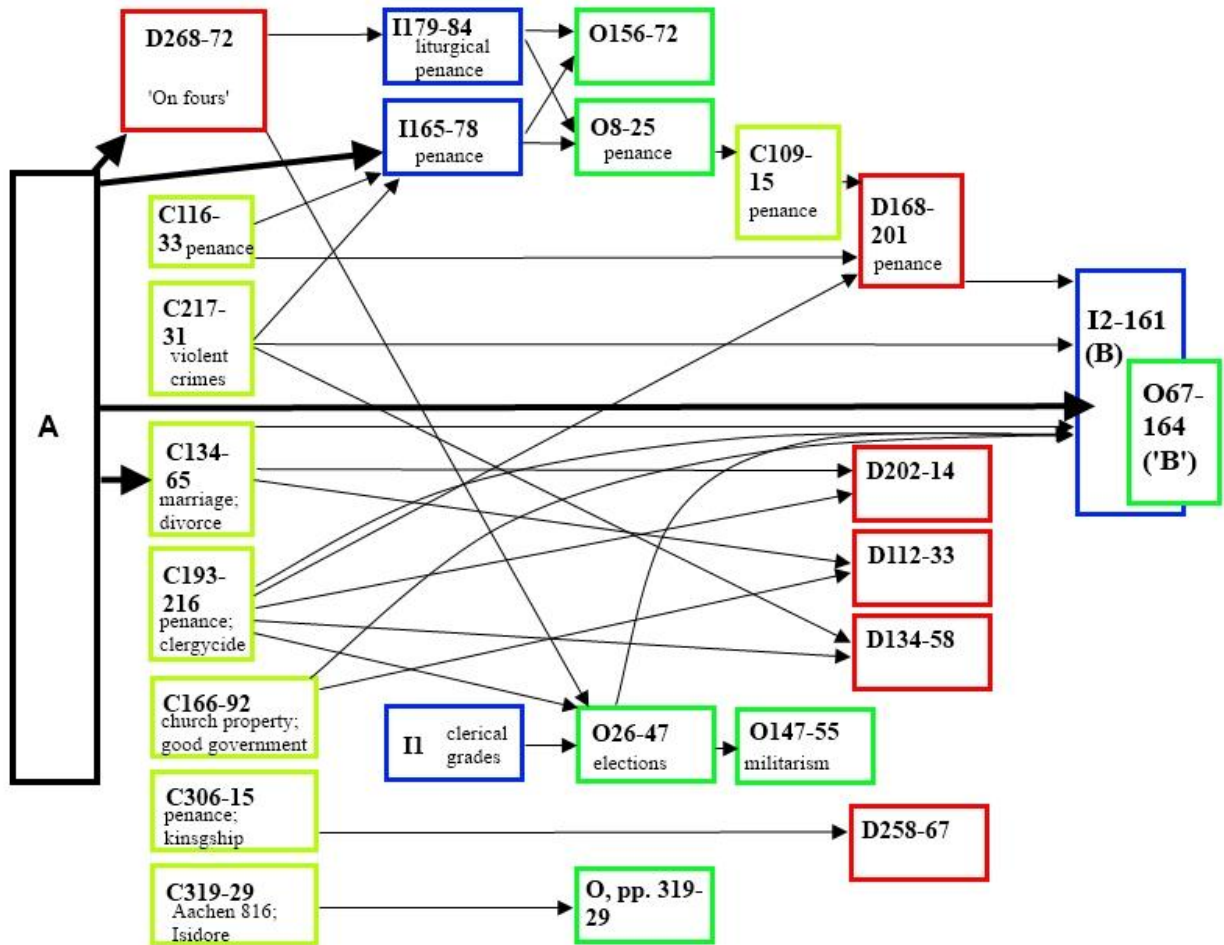 D268-72
'On fours'
I179-84
liturgical
penance
O156-72
I165-78
penance
O8-25
penance
C109-
15
penance
D168-
201
penance
A
C116-
33 penance
C217-
31
violent
crimes
I2-161
(B)
O67-
164
('B')
C134-
65
marriage;
divorce
D202-14
C193-
216
penance;
clergycide
D112-33
D134-58
C166-92
church property;
good government
I1
clerical
grades
O26-47
elections
O147-55
militarism
C306-15
penance;
kinsgship
D258-67
C319-29
Aachen 816;
Isidore
O, pp. 319-
29